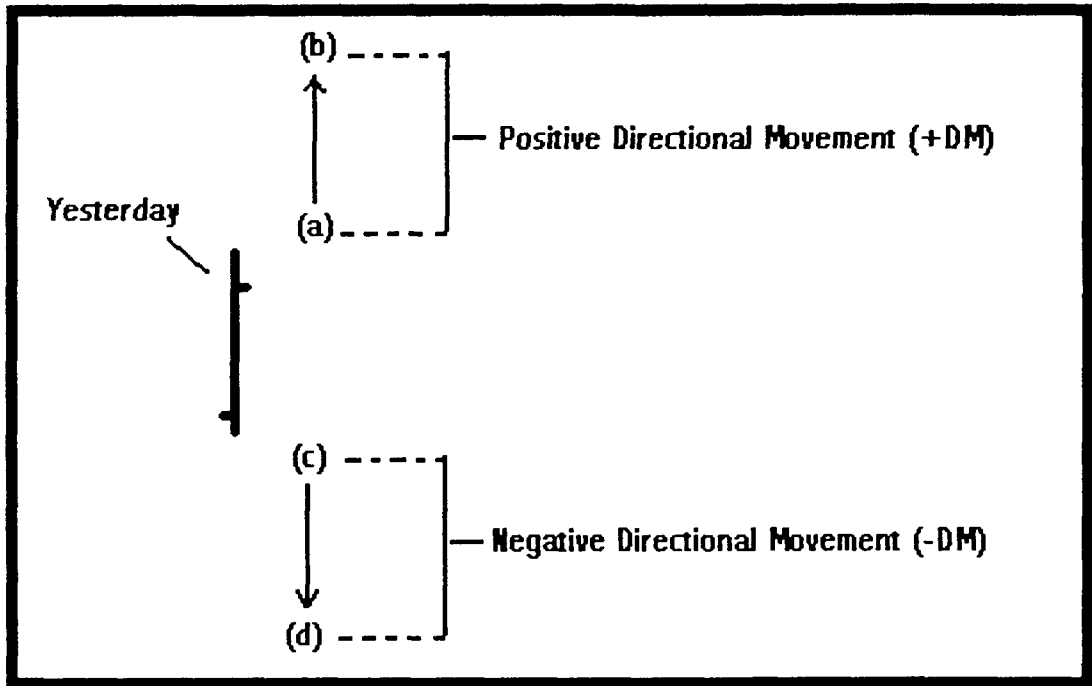 (b)
Positive Directional Movement (+DM)
Yesterday
(a)
(c)
Negative Directional Movement (-DM)
(d)